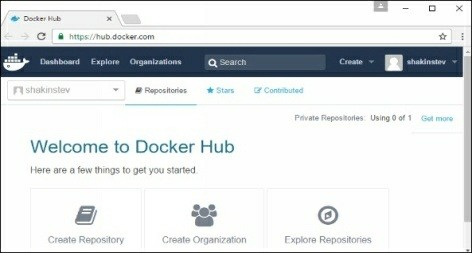 Docker Hub
https://hub.docker.com
Dashboard Explore Organizations Search Create shakinstev
shakinstev Repositories Stars Contributed
Private Repositories: Using 0 of 1 Get more
Welcome to Docker Hub
Here are a few things to get you started.
Create Repository Create Organization Explore Repositories